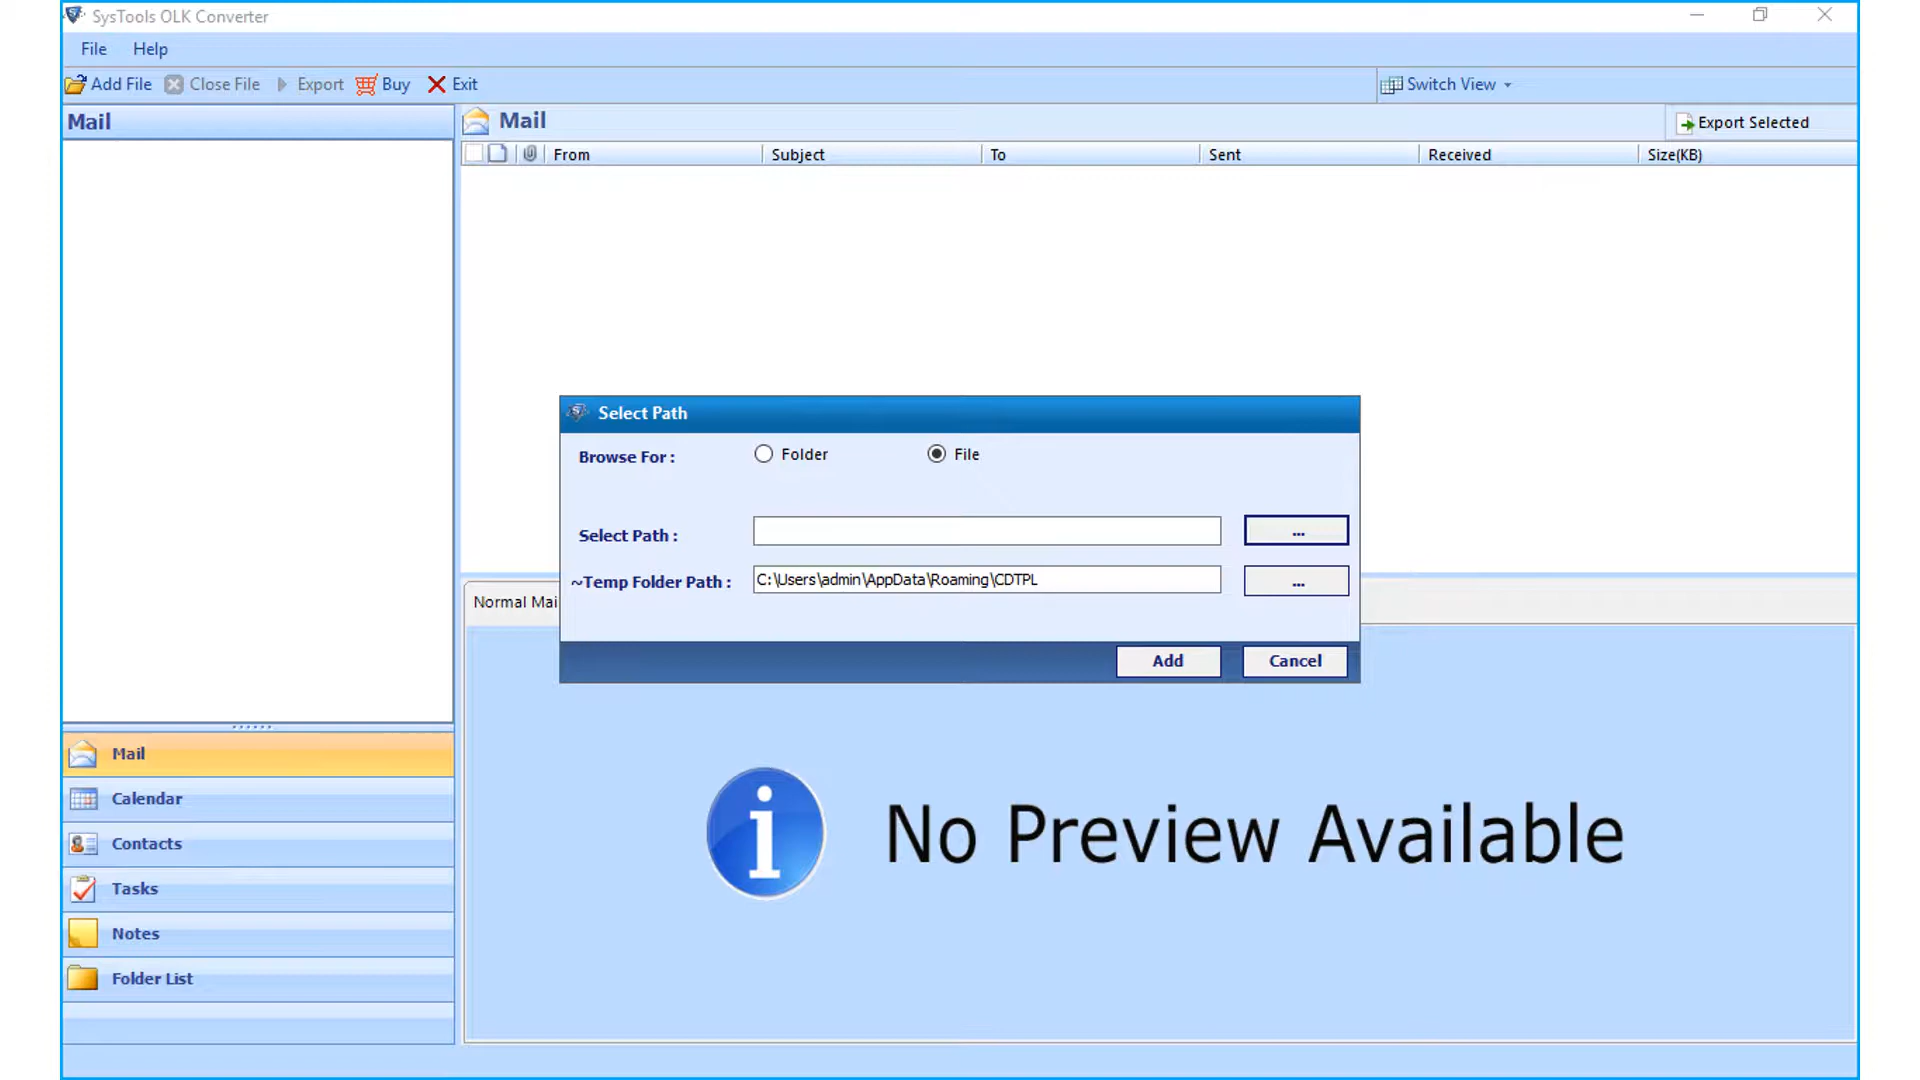 SysTools OLK Converter
File Help
Add File Close File Export Buy Exit Switch View
Mail
Mail Export Selected
From Subject To Sent Received Size(KB)
Select Path
Browse For : Folder File
Select Path : ...
~Temp Folder Path : C:\Users\admin\AppData\Roaming\CDTPL ...
Normal Mai
Add Cancel
Mail
Calendar
Contacts
Tasks
Notes
Folder List
i No Preview Available